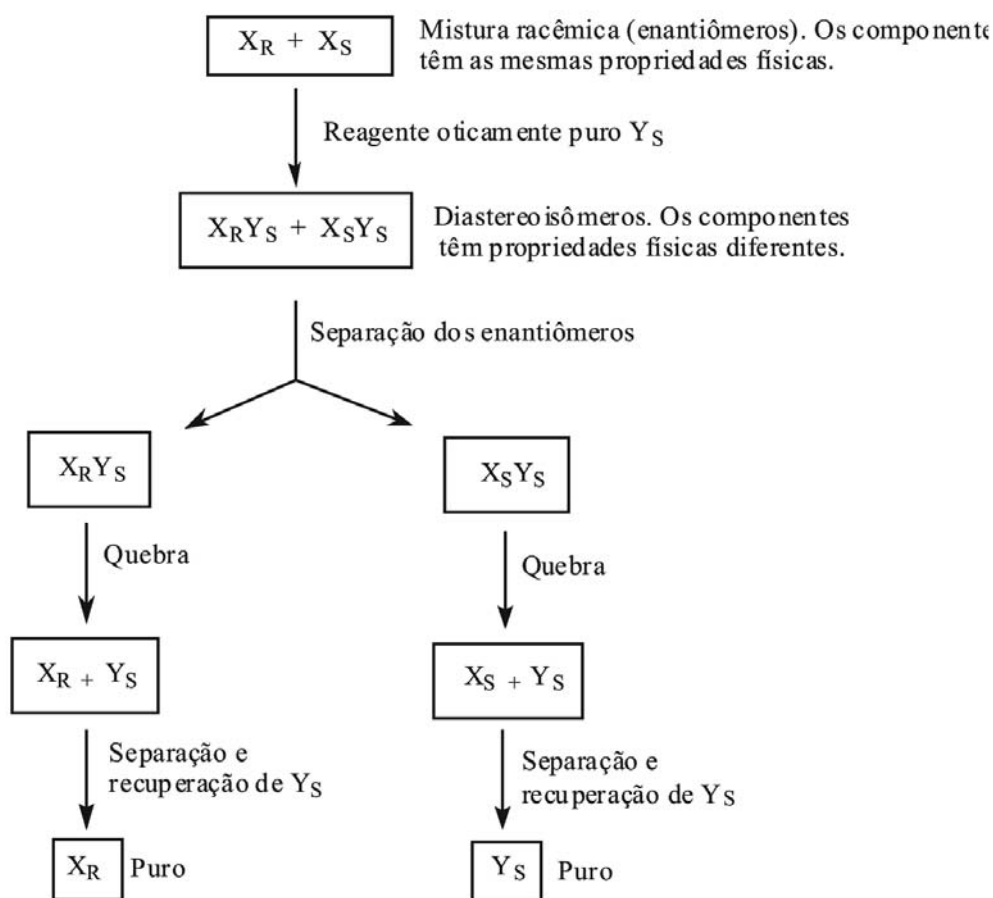 X_R + X_S
Mistura racêmica (enantiômeros). Os componente
têm as mesmas propriedades físicas.
Reagente oticamente puro Y_S
X_RY_S + X_SY_S
Diastereoisômeros. Os componentes
têm propriedades físicas diferentes.
Separação dos enantiômeros
X_RY_S
X_SY_S
Quebra
Quebra
X_R + Y_S
X_S + Y_S
Separação e
recuperação de Y_S
Separação e
recuperação de Y_S
X_R Puro
Y_S Puro